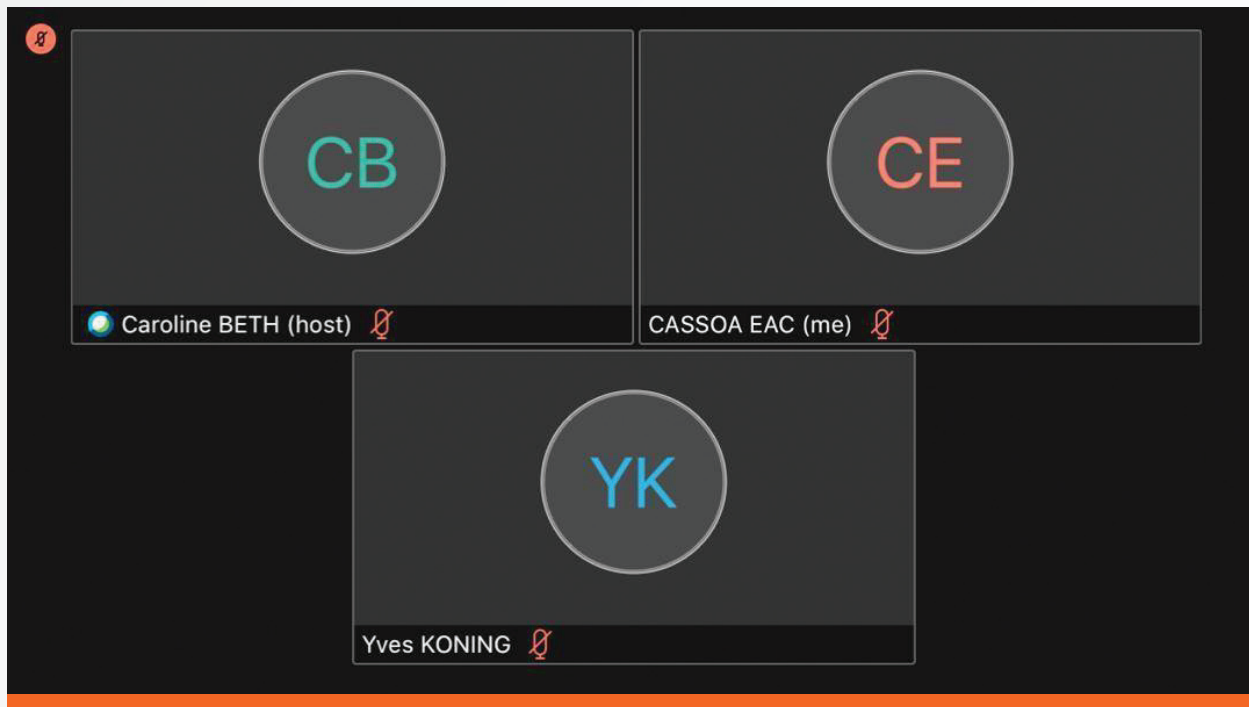 CB
CE
Caroline BETH (host)
CASSOA EAC (me)
YK
Yves KONING